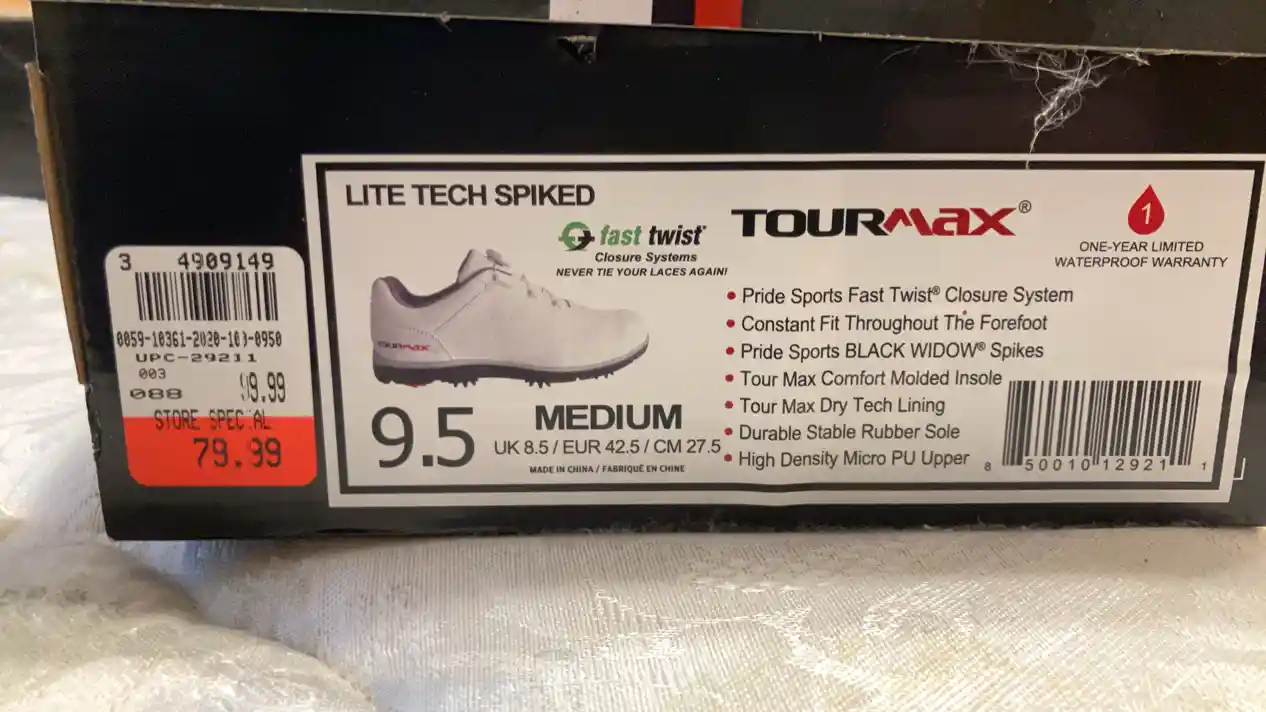 3 4909149
0059-10361-2020-10)-0950
UPC-29211
003
088 99.99
STORE SPECIAL
79.99
LITE TECH SPIKED
fast twist®
Closure Systems
NEVER TIE YOUR LACES AGAIN!
TOURMAX
9.5
MEDIUM
UK 8.5 / EUR 42.5 / CM 27.5
MADE IN CHINA / FABRIQUÉ EN CHINE
TOURMAX®
1
ONE-YEAR LIMITED
WATERPROOF WARRANTY
• Pride Sports Fast Twist® Closure System
• Constant Fit Throughout The Forefoot
• Pride Sports BLACK WIDOW® Spikes
• Tour Max Comfort Molded Insole
• Tour Max Dry Tech Lining
• Durable Stable Rubber Sole
• High Density Micro PU Upper
8 50010 12921 1